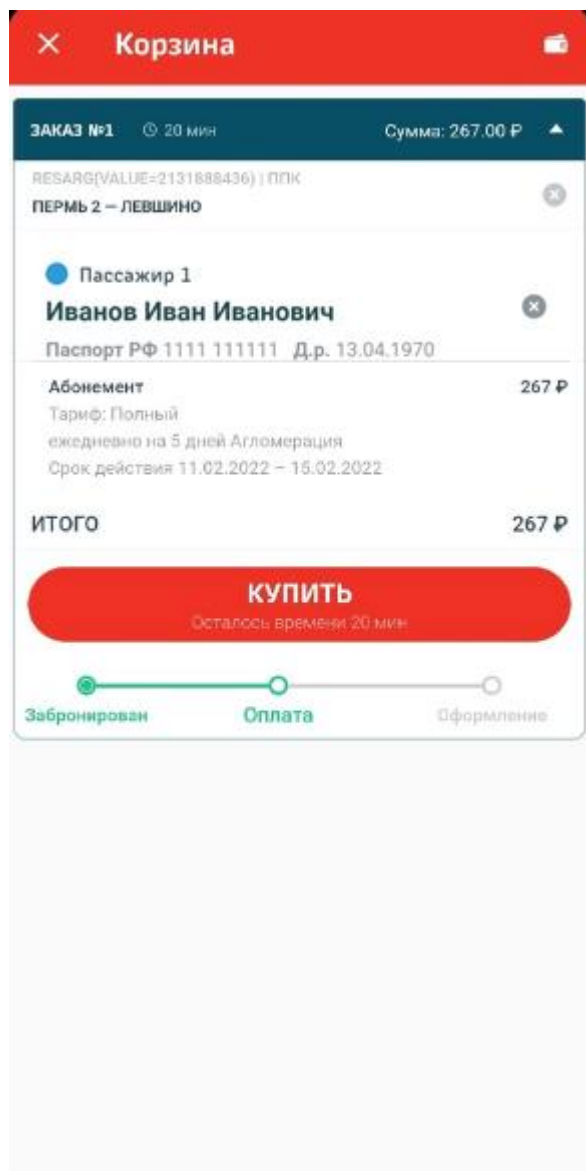 Корзина
ЗАКАЗ №1 20 мин Сумма: 267.00 ₽
RESARG(VALUE=2131888436) | ППК
ПЕРМЬ 2 — ЛЕВШИНО
Пассажир 1
Иванов Иван Иванович
Паспорт РФ 1111 111111 Д.р. 13.04.1970
Абонемент 267 ₽
Тариф: Полный
ежедневно на 5 дней Агломерация
Срок действия 11.02.2022 – 15.02.2022
ИТОГО 267 ₽
КУПИТЬ
Осталось времени 20 мин
Забронирован Оплата Оформление